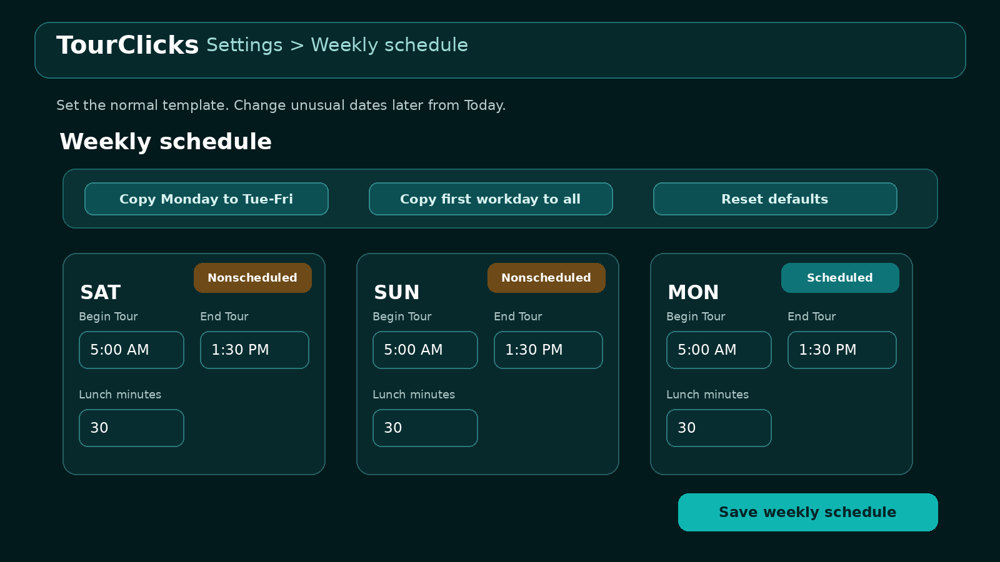 TourClicks Settings > Weekly schedule
Set the normal template. Change unusual dates later from Today.
Weekly schedule
Copy Monday to Tue-Fri
Copy first workday to all
Reset defaults
SAT
Nonscheduled
Begin Tour
End Tour
5:00 AM
1:30 PM
Lunch minutes
30
SUN
Nonscheduled
Begin Tour
End Tour
5:00 AM
1:30 PM
Lunch minutes
30
MON
Scheduled
Begin Tour
End Tour
5:00 AM
1:30 PM
Lunch minutes
30
Save weekly schedule